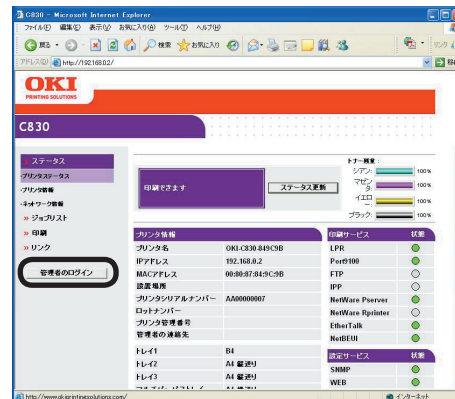 C830 - Microsoft Internet Explorer
ファイル(F) 編集(E) 表示(V) お気に入り(A) ツール(T) ヘルプ(H)
戻る 検索 お気に入り
アドレス(D) http://192.168.0.2/
OKI
PRINTING SOLUTIONS
C830
ステータス
プリンタステータス
プリンタ情報
ネットワーク情報
ジョブリスト
印刷
リンク
管理者のログイン
印刷できます
ステータス更新
トナー残量:
シアン: 100%
マゼンタ: 100%
イエロー: 100%
ブラック: 100%
プリンタ情報
プリンタ名 OKI-C830-849C9B
IPアドレス 192.168.0.2
MACアドレス 00:80:87:84:9C:9B
設置場所
プリンタシリアルナンバー AA00000007
ロットナンバー
プリンタ管理番号
管理者の連絡先
トレイ1 B4
トレイ2 A4 縦送り
トレイ3 A4 縦送り
印刷サービス 状態
LPR
Port9100
FTP
IPP
NetWare Pserver
NetWare Rprinter
EtherTalk
NetBEUI
設定サービス 状態
SNMP
WEB
http://www.okiprintingsolutions.com/
インターネット